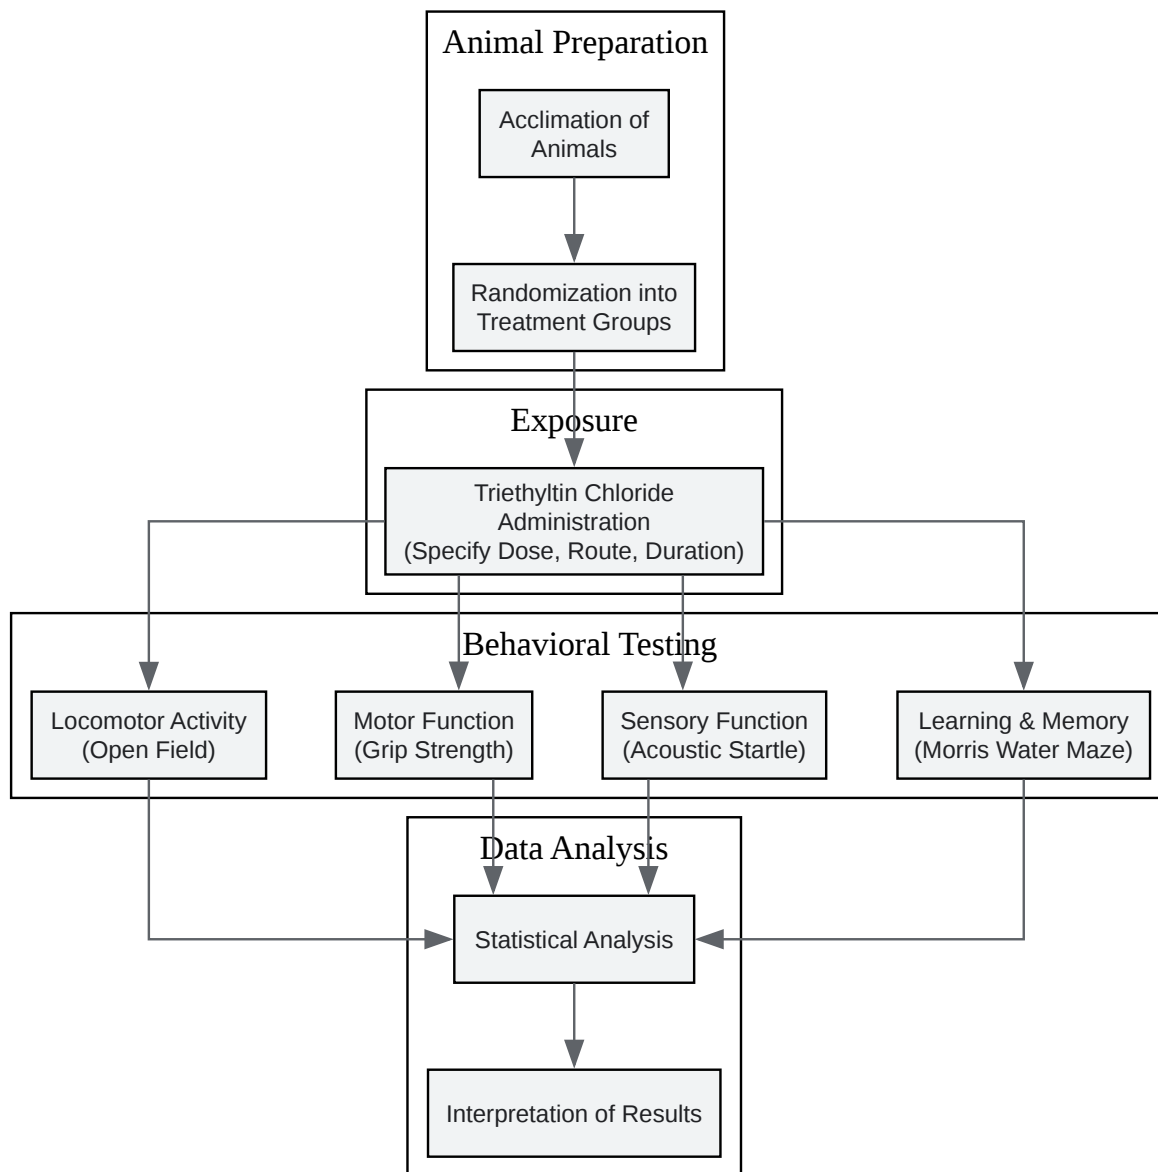 Animal Preparation
Acclimation of
Animals
Randomization into
Treatment Groups
Exposure
Triethyltin Chloride
Administration
(Specify Dose, Route, Duration)
Behavioral Testing
Locomotor Activity
(Open Field)
Motor Function
(Grip Strength)
Sensory Function
(Acoustic Startle)
Learning & Memory
(Morris Water Maze)
Data Analysis
Statistical Analysis
Interpretation of Results